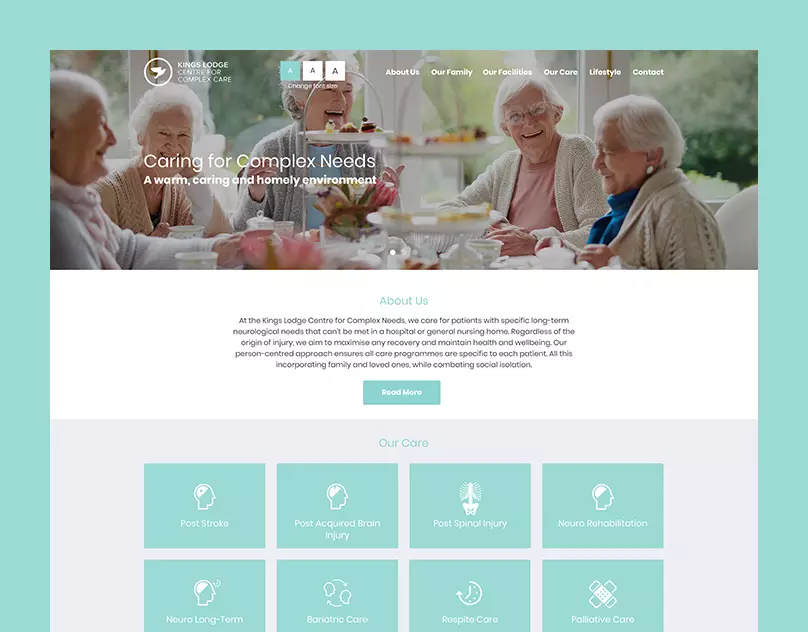 KINGS LODGE
CENTRE FOR
COMPLEX CARE
A A A
Change font size
About Us Our Family Our Facilities Our Care Lifestyle Contact
Caring for Complex Needs
A warm, caring and homely environment
About Us
At the Kings Lodge Centre for Complex Needs, we care for patients with specific long-term
neurological needs that can't be met in a hospital or general nursing home. Regardless of the
origin of injury, we aim to maximise any recovery and maintain health and wellbeing. Our
person-centred approach ensures all care programmes are specific to each patient. All this
incorporating family and loved ones, while combating social isolation.
Read More
Our Care
Post Stroke
Post Acquired Brain
Injury
Post Spinal Injury
Neuro Rehabilitation
Neuro Long-Term
Bariatric Care
Respite Care
Palliative Care